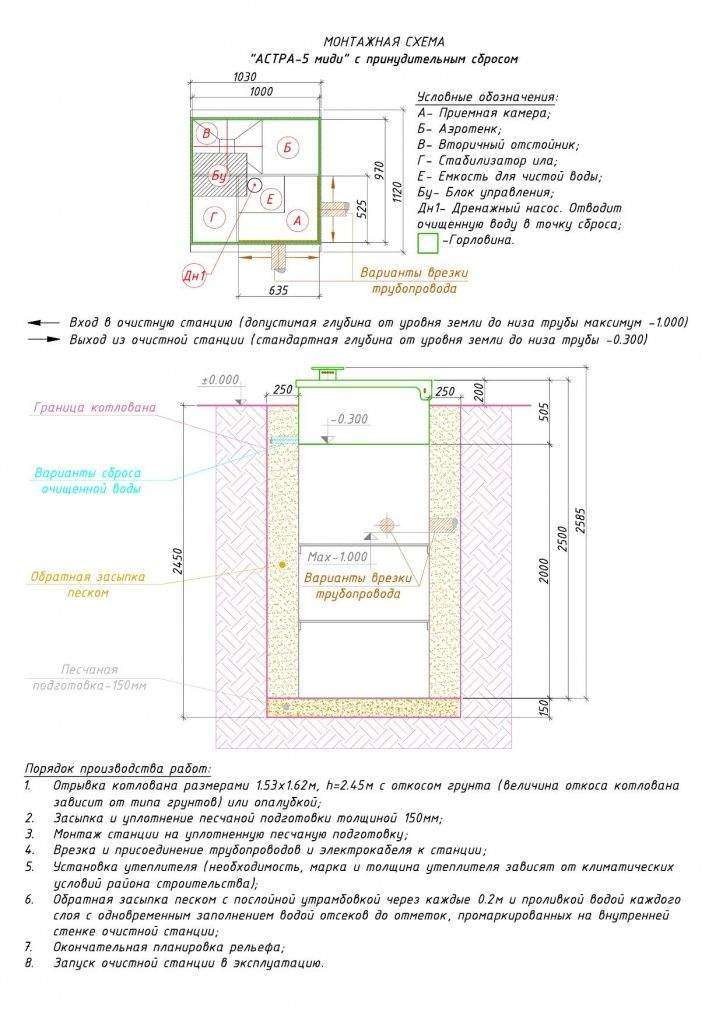 МОНТАЖНАЯ СХЕМА
"АСТРА-5 миди" с принудительным сбросом
1030
1000
В
Б
Бу
Е
Г
А
Дн1
525
970
1120
635
Варианты врезки
трубопровода
Условные обозначения:
А- Приемная камера;
Б- Аэротенк;
В- Вторичный отстойник;
Г- Стабилизатор ила;
Е- Емкость для чистой воды;
Бу- Блок управления;
Дн1- Дренажный насос. Отводит
очищенную воду в точку сброса;
-Горловина.
Вход в очистную станцию (допустимая глубина от уровня земли до низа трубы максимум -1.000)
Выход из очистной станции (стандартная глубина от уровня земли до низа трубы -0.300)
±0.000
250
250
200
505
Граница котлована
-0.300
Варианты сброса
очищенной воды
2450
2585
2500
2000
Max-1.000
Варианты врезки
трубопровода
Обратная засыпка
песком
Песчаная
подготовка-150мм
150
Порядок производства работ:
1. Отрывка котлована размерами 1.53х1.62м, h=2.45м с откосом грунта (величина откоса котлована
зависит от типа грунтов) или опалубкой;
2. Засыпка и уплотнение песчаной подготовки толщиной 150мм;
3. Монтаж станции на уплотненную песчаную подготовку;
4. Врезка и присоединение трубопроводов и электрокабеля к станции;
5. Установка утеплителя (необходимость, марка и толщина утеплителя зависят от климатических
условий района строительства);
6. Обратная засыпка песком с послойной утрамбовкой через каждые 0.2м и проливкой водой каждого
слоя с одновременным заполнением водой отсеков до отметок, промаркированных на внутренней
стенке очистной станции;
7. Окончательная планировка рельефа;
8. Запуск очистной станции в эксплуатацию.